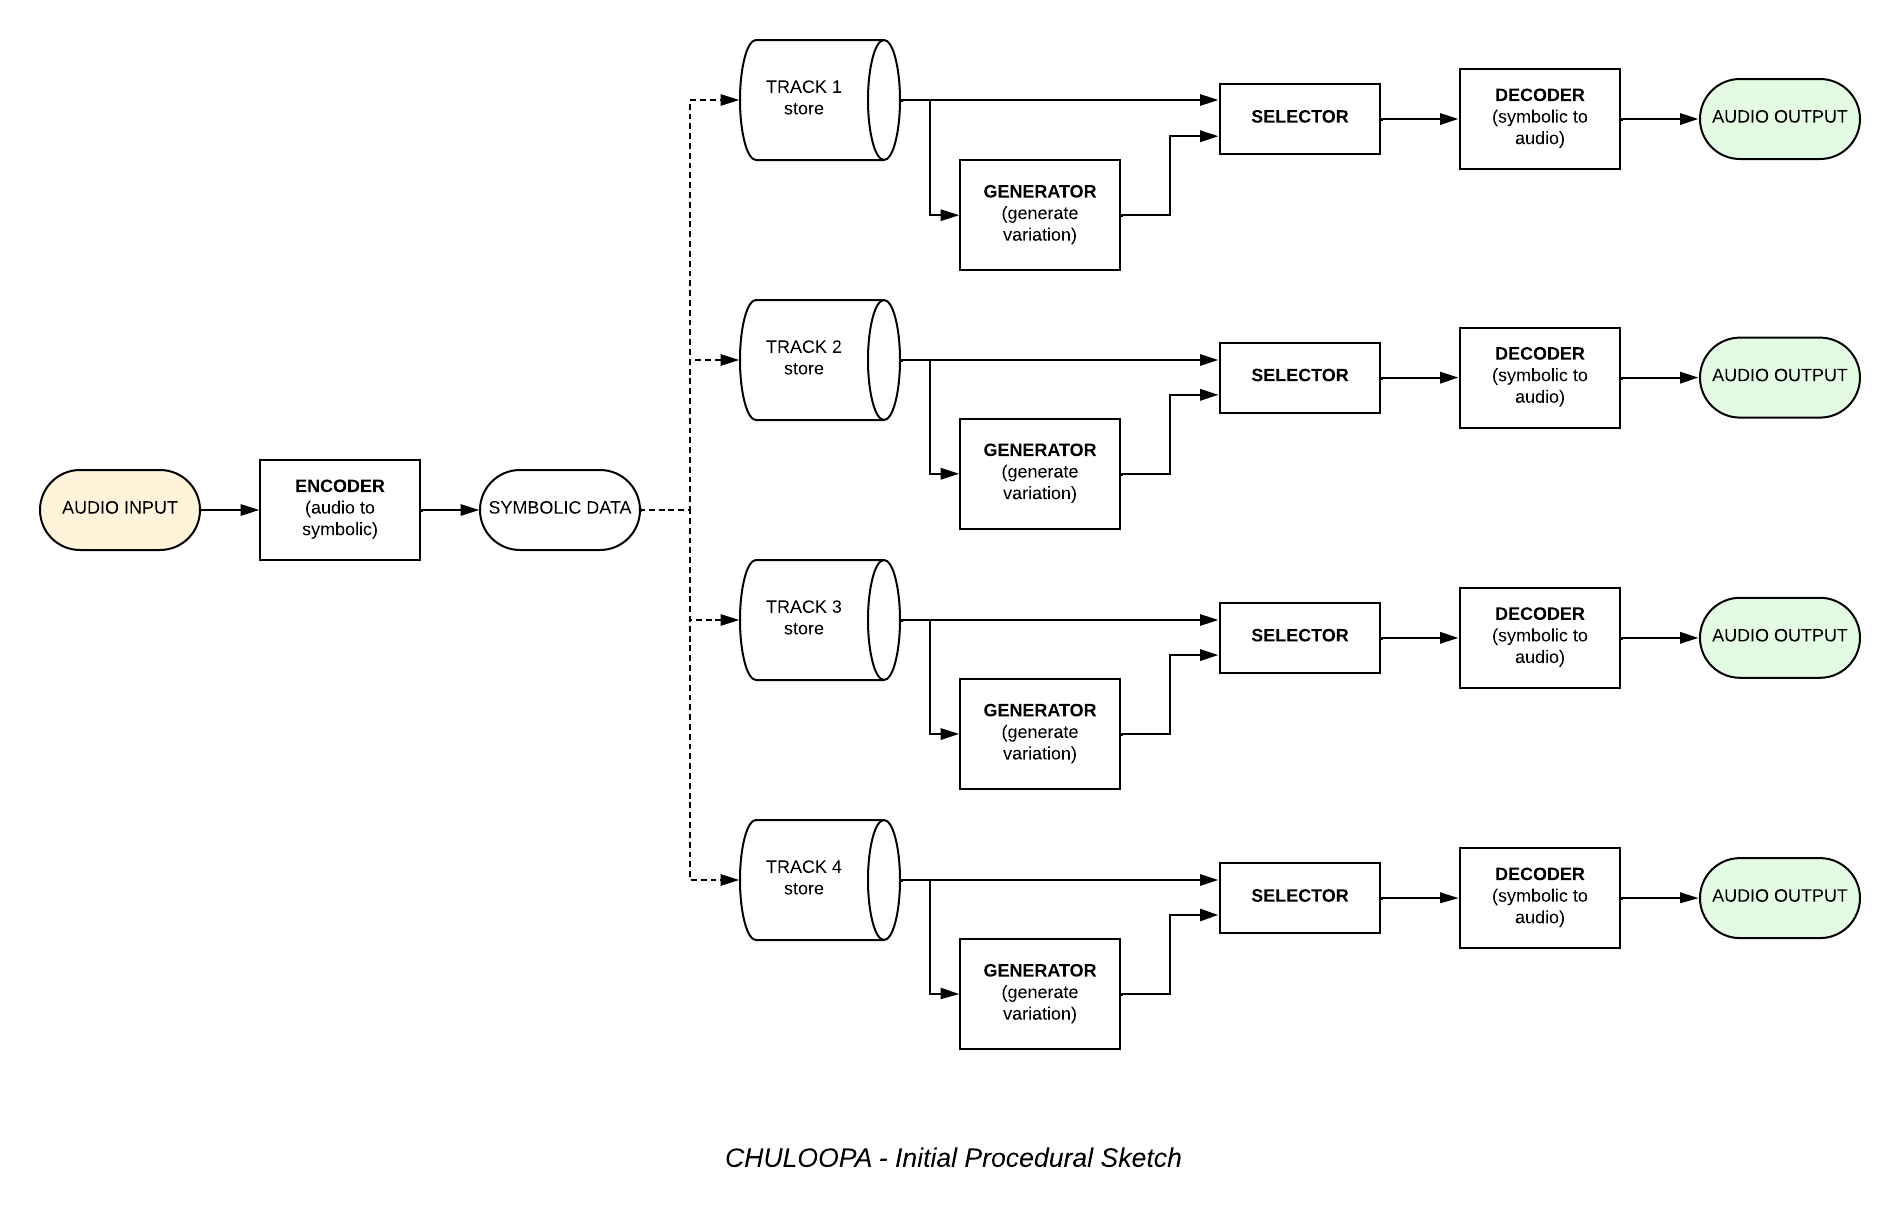 TRACK 1
store
SELECTOR
DECODER
(symbolic to
audio)
AUDIO OUTPUT
GENERATOR
(generate
variation)
TRACK 2
store
SELECTOR
DECODER
(symbolic to
audio)
AUDIO OUTPUT
GENERATOR
(generate
variation)
AUDIO INPUT
ENCODER
(audio to
symbolic)
SYMBOLIC DATA
TRACK 3
store
SELECTOR
DECODER
(symbolic to
audio)
AUDIO OUTPUT
GENERATOR
(generate
variation)
TRACK 4
store
SELECTOR
DECODER
(symbolic to
audio)
AUDIO OUTPUT
GENERATOR
(generate
variation)
CHULOOPA - Initial Procedural Sketch